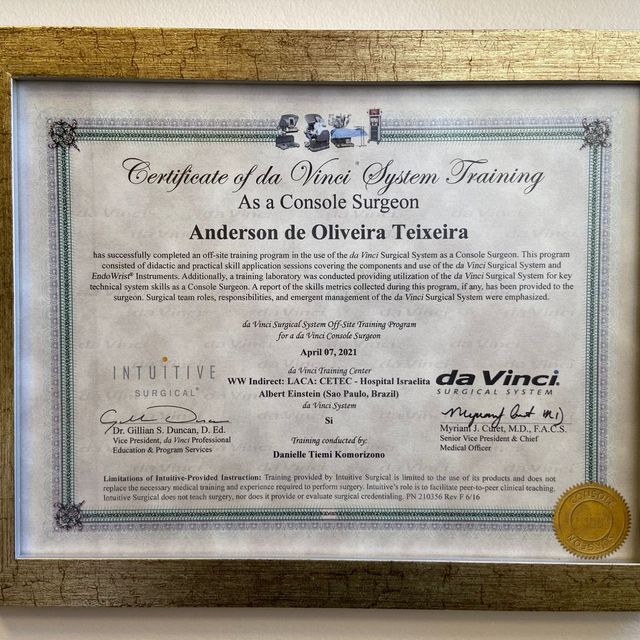 Certificate of da Vinci® System Training
As a Console Surgeon
Anderson de Oliveira Teixeira
has successfully completed an off-site training program in the use of the da Vinci Surgical System as a Console Surgeon. This program
consisted of didactic and practical skill application sessions covering the components and use of the da Vinci Surgical System and
EndoWrist® Instruments. Additionally, a training laboratory was conducted providing utilization of the da Vinci Surgical System for key
technical system skills as a Console Surgeon. A report of the skills metrics collected during this program, if any, has been provided to the
surgeon. Surgical team roles, responsibilities, and emergent management of the da Vinci Surgical System were emphasized.
da Vinci Surgical System Off-Site Training Program
for a da Vinci Console Surgeon
April 07, 2021
da Vinci Training Center
WW Indirect: LACA: CETEC - Hospital Israelita
Albert Einstein (Sao Paulo, Brazil)
da Vinci System
Si
Training conducted by:
Danielle Tiemi Komorizono
INTUITIVE
SURGICAL®
Dr. Gillian S. Duncan, D. Ed.
Vice President, da Vinci Professional
Education & Program Services
da Vinci.
SURGICAL SYSTEM
Myriam J. Curet, M.D., F.A.C.S.
Senior Vice President & Chief
Medical Officer
Limitations of Intuitive-Provided Instruction: Training provided by Intuitive Surgical is limited to the use of its products and does not
replace the necessary medical training and experience required to perform surgery. Intuitive's role is to facilitate peer-to-peer clinical teaching.
Intuitive Surgical does not teach surgery, nor does it provide or evaluate surgical credentialing. PN 210356 Rev F 6/16
CONSOLE